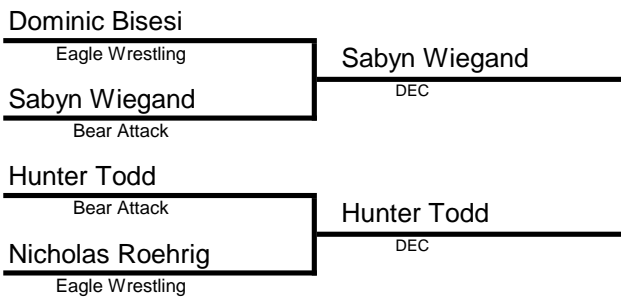 Dominic Bisesi
Eagle Wrestling
Sabyn Wiegand
Bear Attack
Sabyn Wiegand
DEC
Hunter Todd
Bear Attack
Nicholas Roehrig
Eagle Wrestling
Hunter Todd
DEC